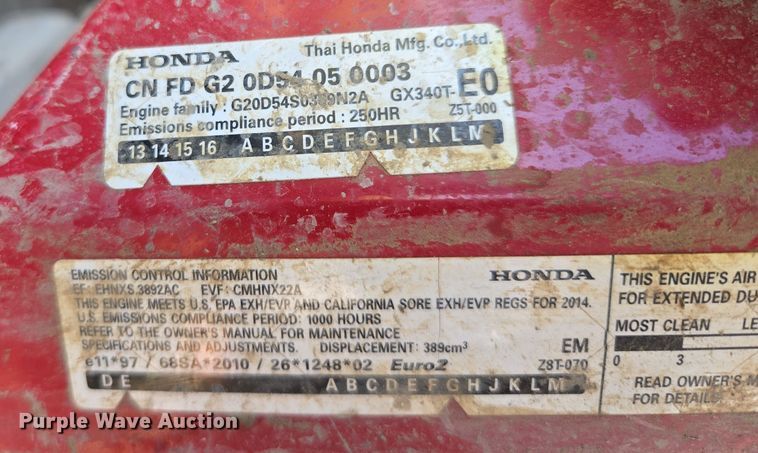 HONDA Thai Honda Mfg. Co.,Ltd.
CN FD G2 0D54 05 0003
Engine family : GX340T-E0
Emissions compliance period : 250HR Z5T-000
13 14 15 16 ABCDEFGHJKLM
EMISSION CONTROL INFORMATION HONDA
EF: EHNXS.3892AC EVF: CMHNX22A
THIS ENGINE MEETS U.S. EPA EXH/EVP AND CALIFORNIA SORE EXH/EVP REGS FOR 2014.
U.S. EMISSIONS COMPLIANCE PERIOD: 1000 HOURS
REFER TO THE OWNER'S MANUAL FOR MAINTENANCE
SPECIFICATIONS AND ADJUSTMENTS. DISPLACEMENT: 389cm³ EM
e11*97 / 68SA*2010 / 26*1248*02 Euro2 Z8T-070
D E ABCDEFGHJKLM
THIS ENGINE'S AIR
FOR EXTENDED DU
MOST CLEAN LE
0 3
READ OWNER'S M
FOR DETAILS.
Purple Wave Auction